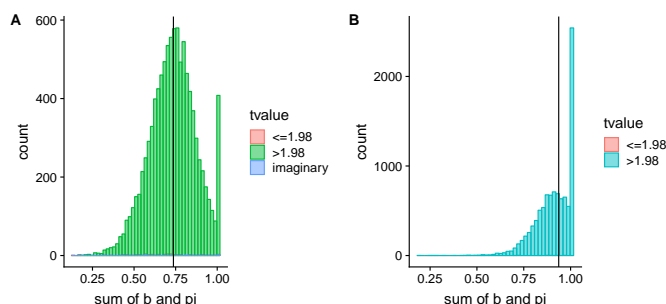 A
600
400
200
0
count
0.25 0.50 0.75 1.00
sum of b and pi
tvalue
<=1.98
>1.98
imaginary
B
2000
1000
0
count
0.25 0.50 0.75 1.00
sum of b and pi
tvalue
<=1.98
>1.98